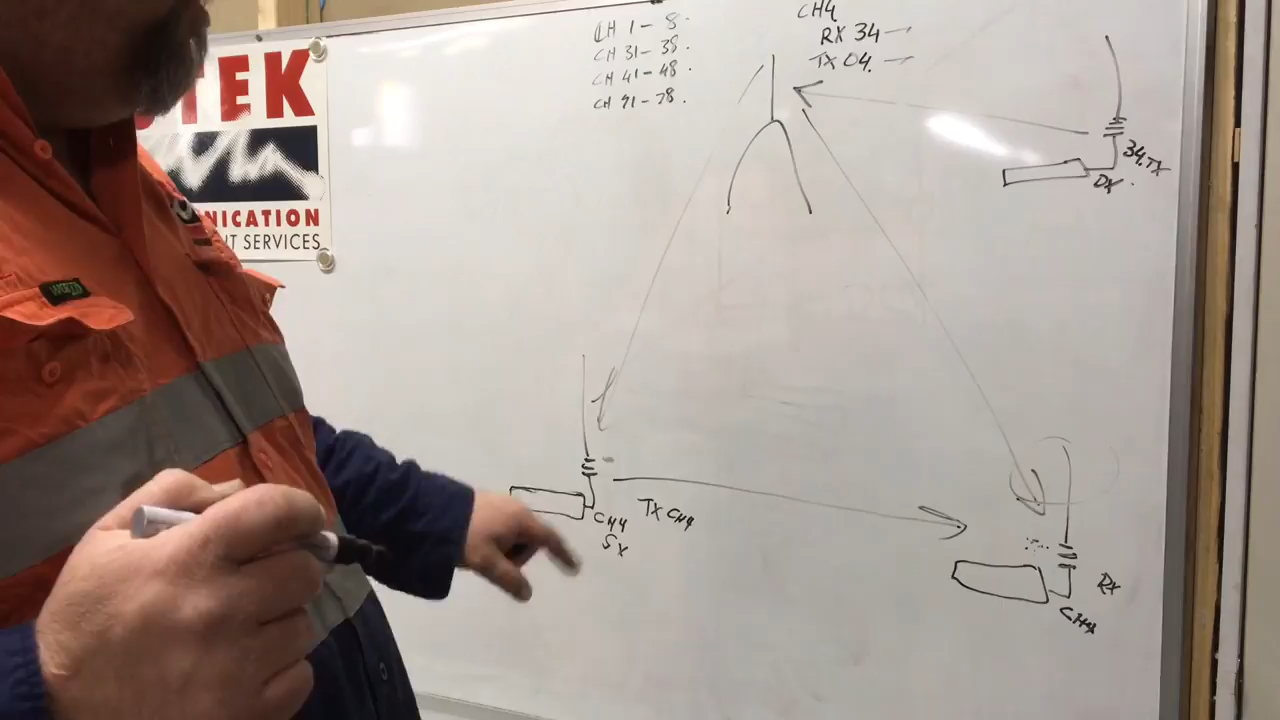 TEK
NICATION
NT SERVICES
CH 1 - 8.
CH 31 - 38.
CH 41 - 48.
CH 71 - 78.
CH4
RX 34 —
TX 04. —
34.TX
DX.
TX CH4
CH4
SX
RX
CH4